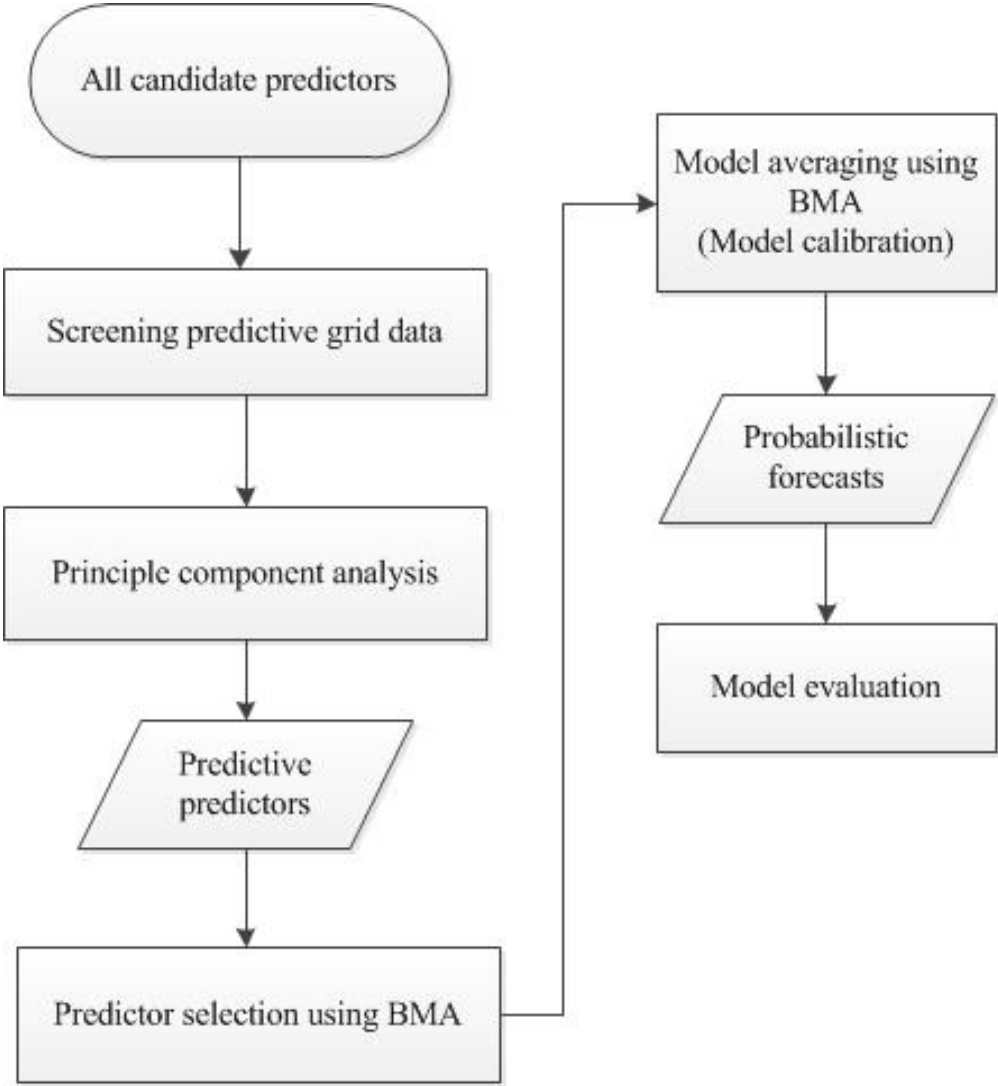 All candidate predictors
Screening predictive grid data
Principle component analysis
Predictive
predictors
Predictor selection using BMA
Model averaging using
BMA
(Model calibration)
Probabilistic
forecasts
Model evaluation